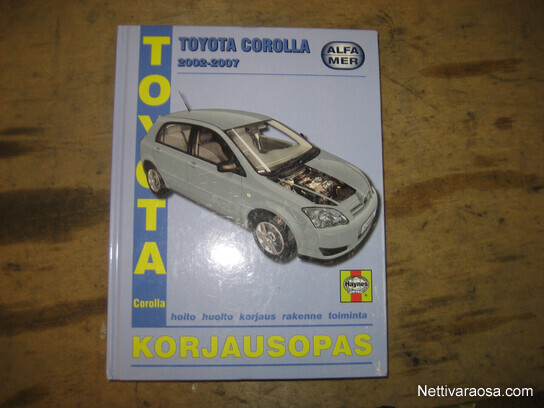 TOYOTA
TOYOTA COROLLA
2002-2007
ALFA
MER
Haynes
Corolla
hoito huolto korjaus rakenne toiminta
KORJAUSOPAS
Nettivaraosa.com